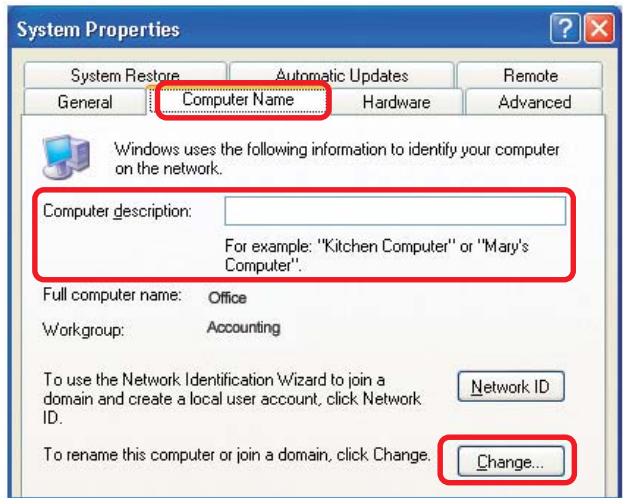 System Properties
System Restore Automatic Updates Remote
General Computer Name Hardware Advanced
Windows uses the following information to identify your computer
on the network.
Computer description:
For example: "Kitchen Computer" or "Mary's
Computer".
Full computer name: Office
Workgroup: Accounting
To use the Network Identification Wizard to join a
domain and create a local user account, click Network
ID.
Network ID
To rename this computer or join a domain, click Change.
Change...